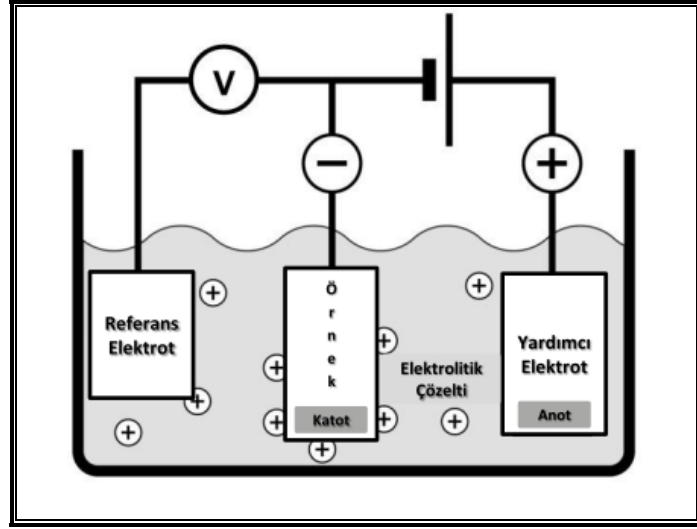 V
−
+
Referans
Elektrot
+
+
+
Ö
r
n
e
k
Katot
+
+
+
+
+
Elektrolitik
Çözelti
+
+
Yardımcı
Elektrot
Anot